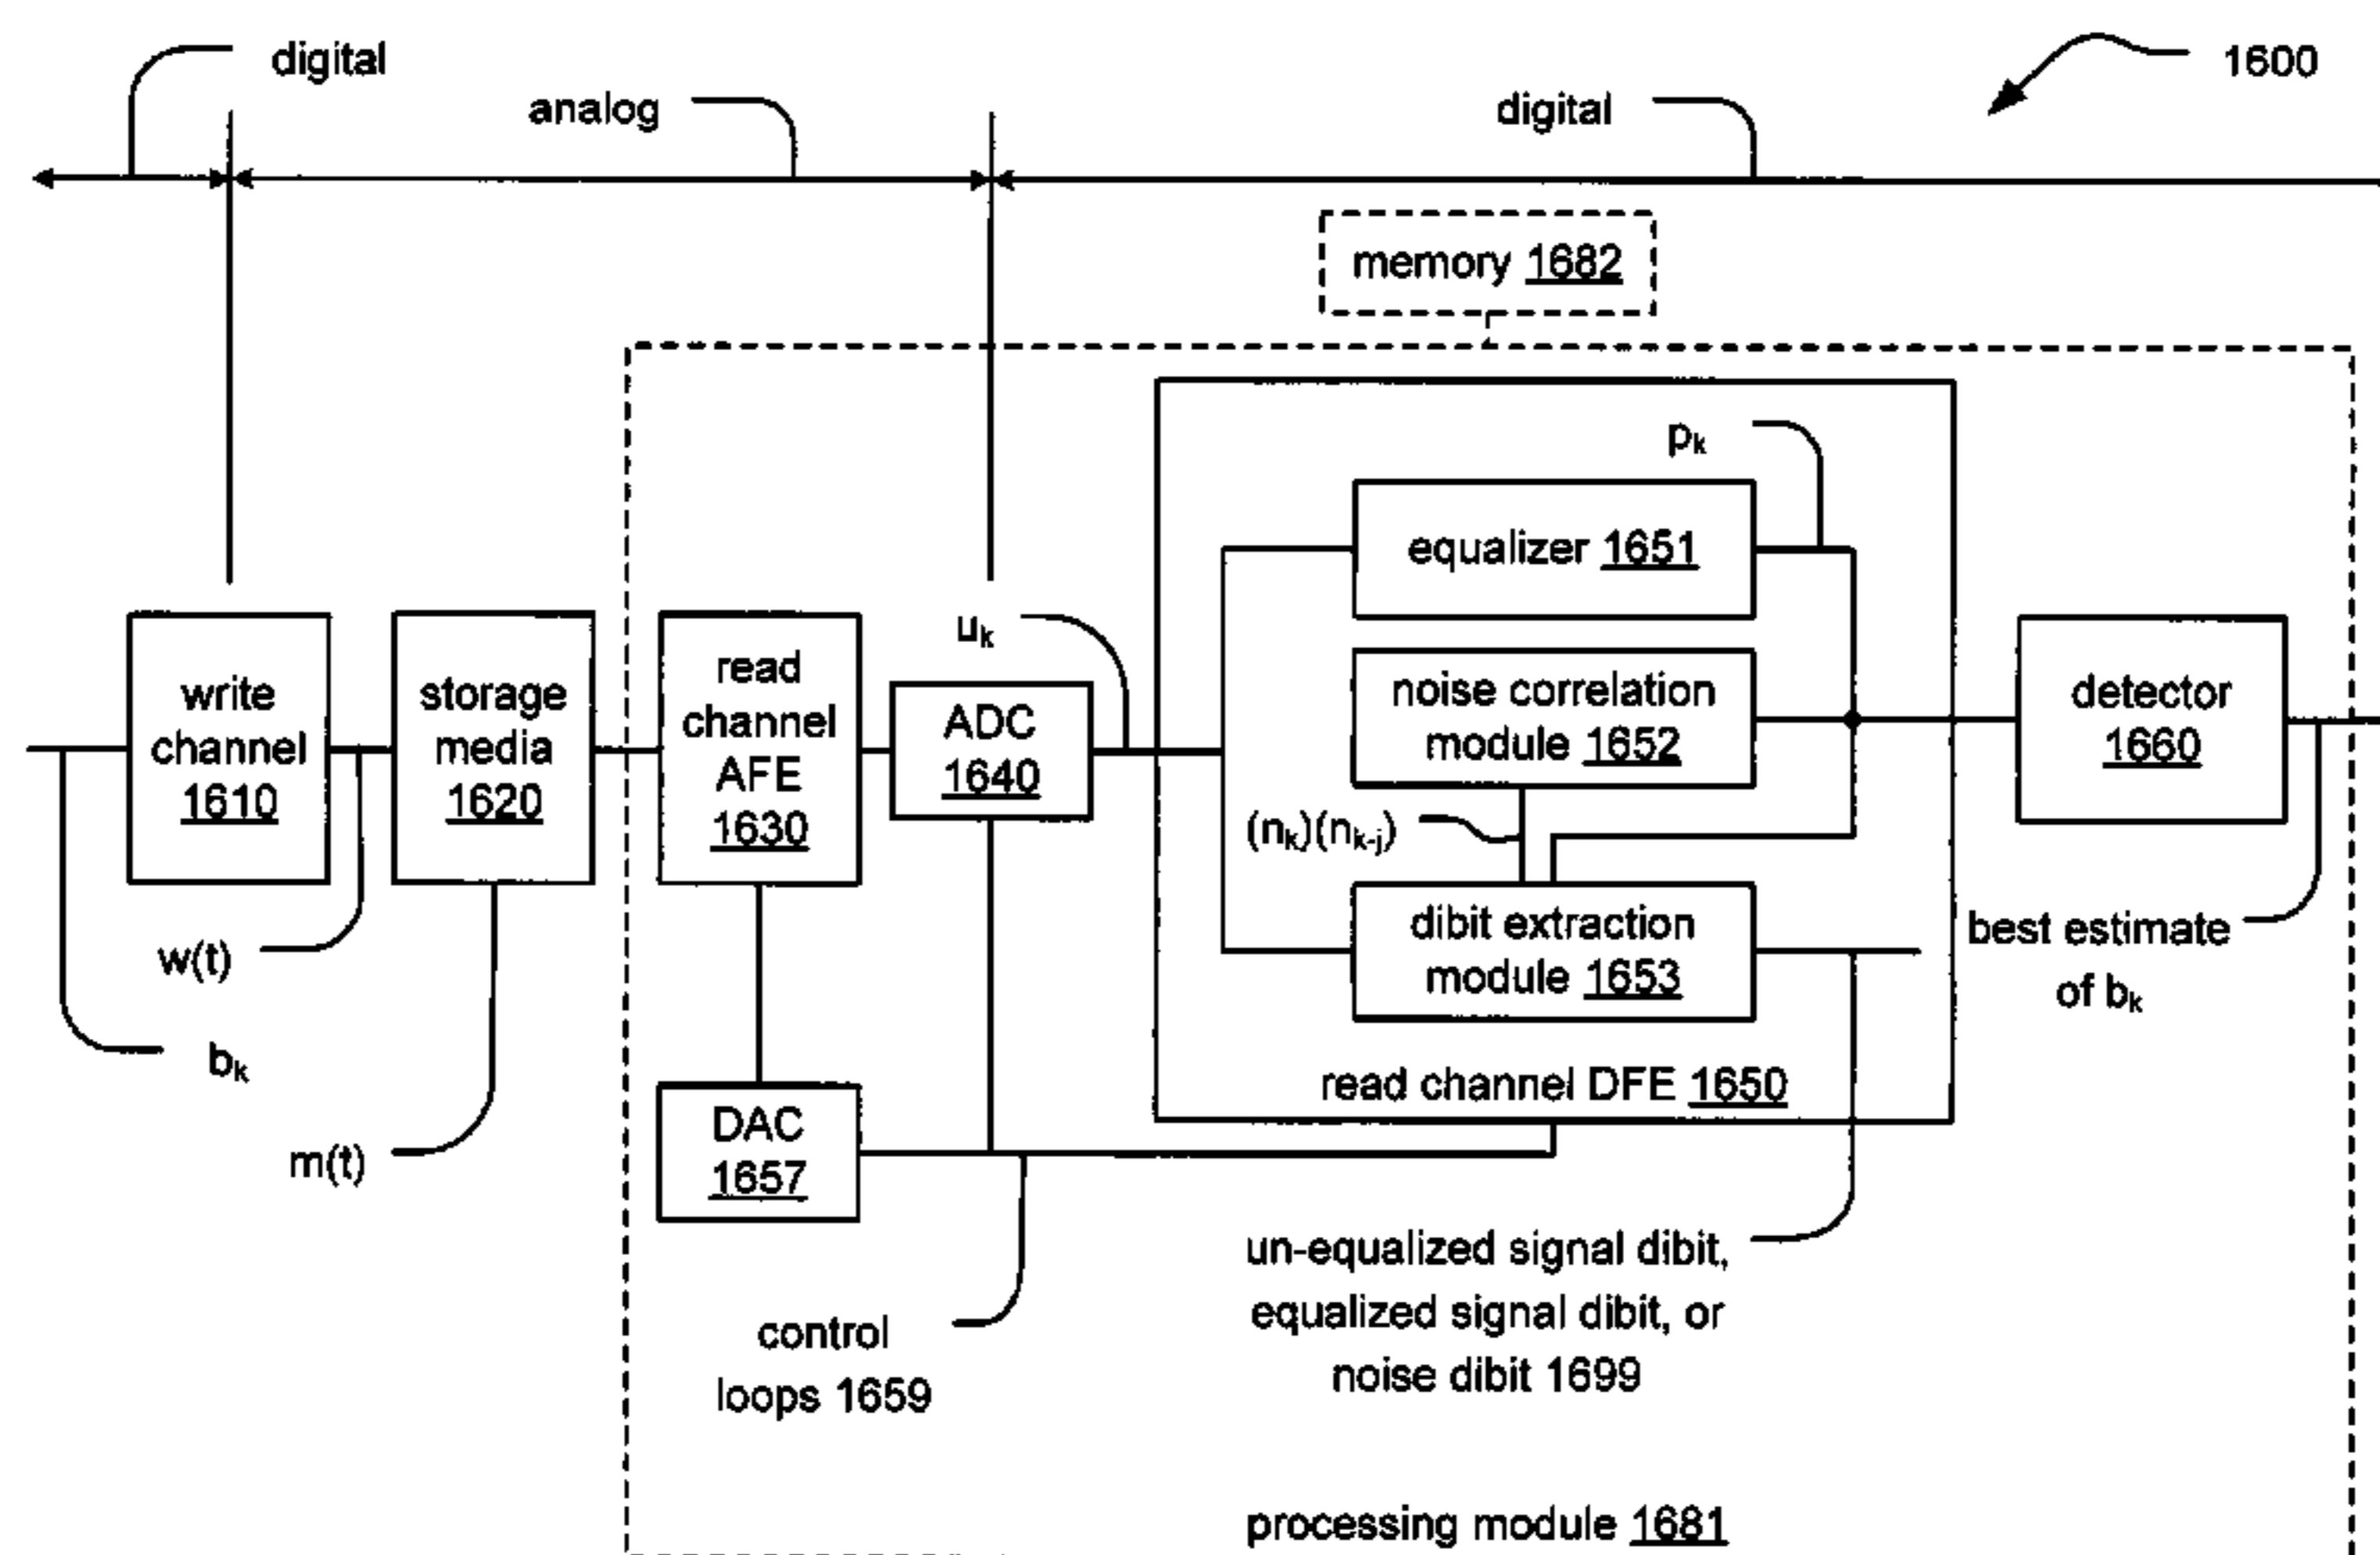 digital
1600
analog
digital
memory 1682
pk
equalizer 1651
uk
write
channel
1610
storage
media
1620
read
channel
AFE
1630
ADC
1640
noise correlation
module 1652
detector
1660
(nk)(nk-j)
dibit extraction
module 1653
best estimate
of bk
w(t)
bk
m(t)
read channel DFE 1650
DAC
1657
un-equalized signal dibit,
equalized signal dibit, or
noise dibit 1699
control
loops 1659
processing module 1681